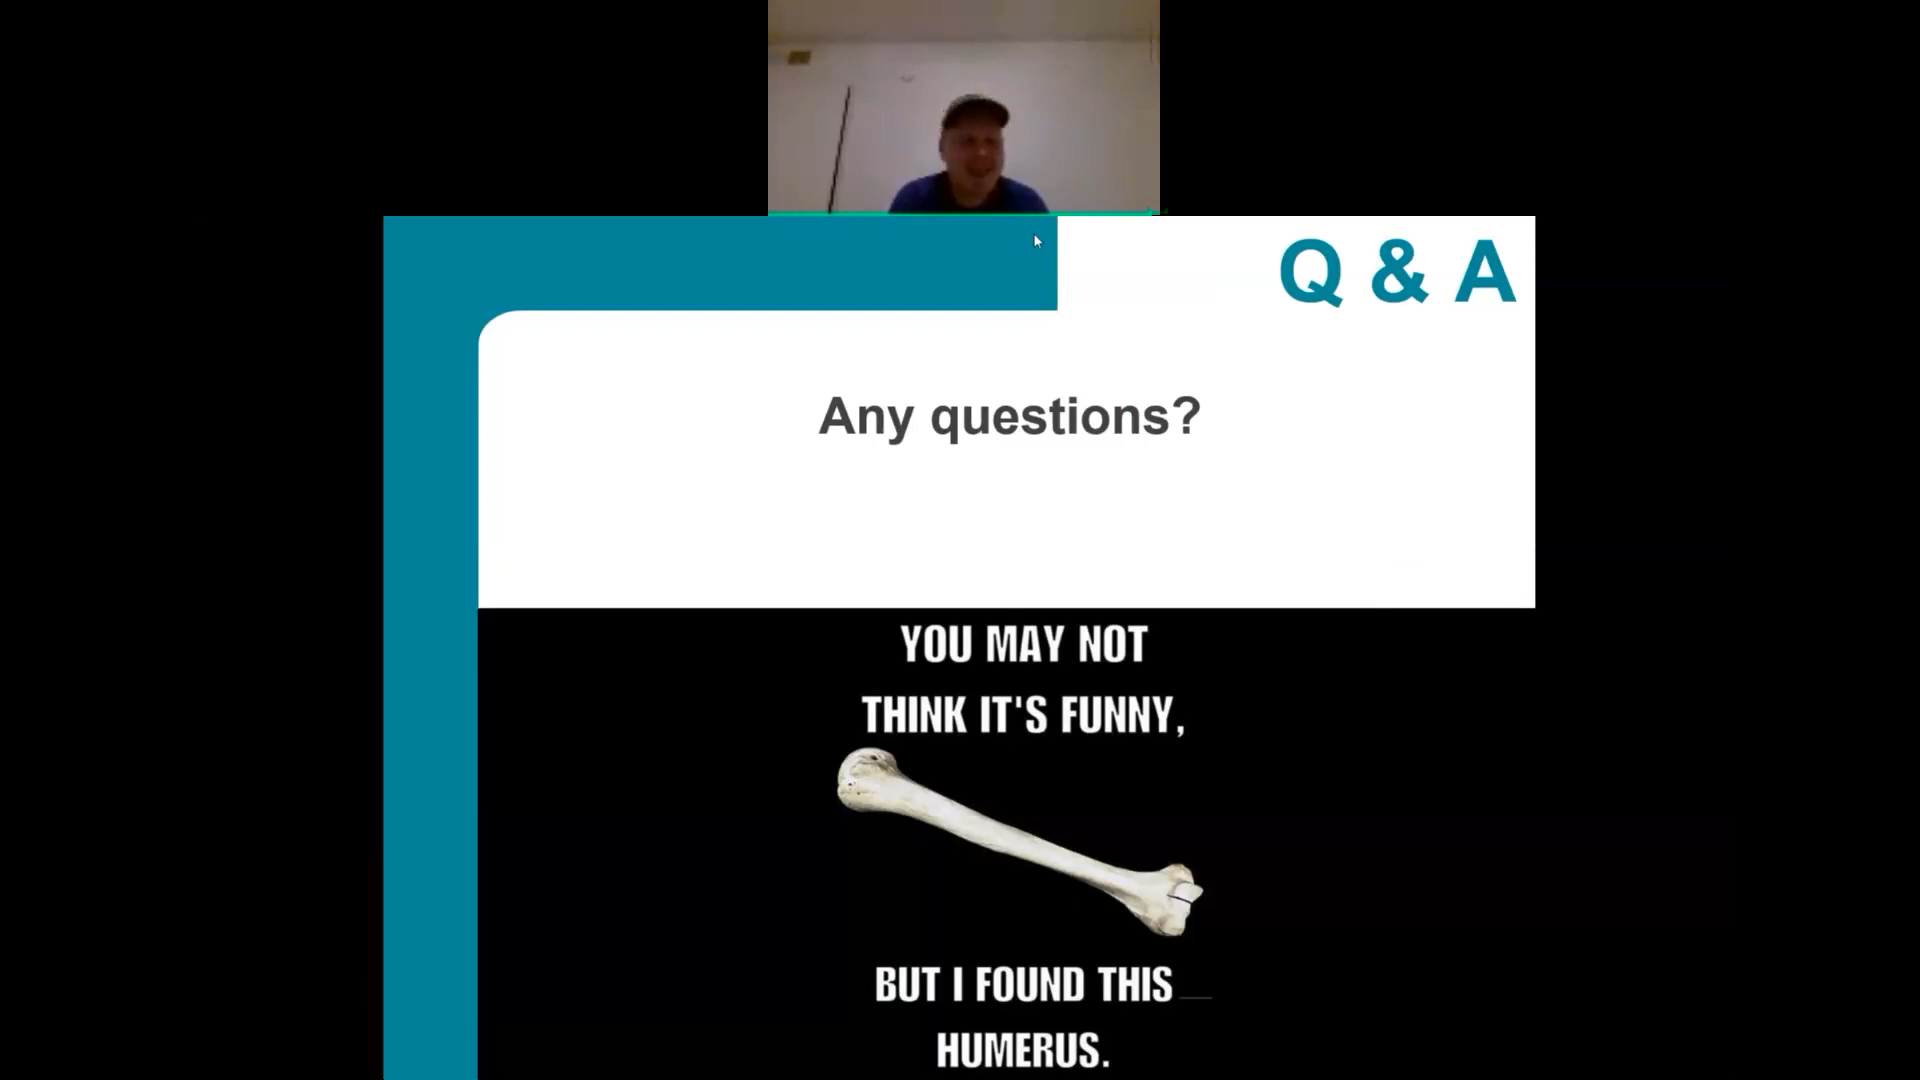 Q & A
Any questions?
YOU MAY NOT
THINK IT'S FUNNY,
BUT I FOUND THIS
HUMERUS.